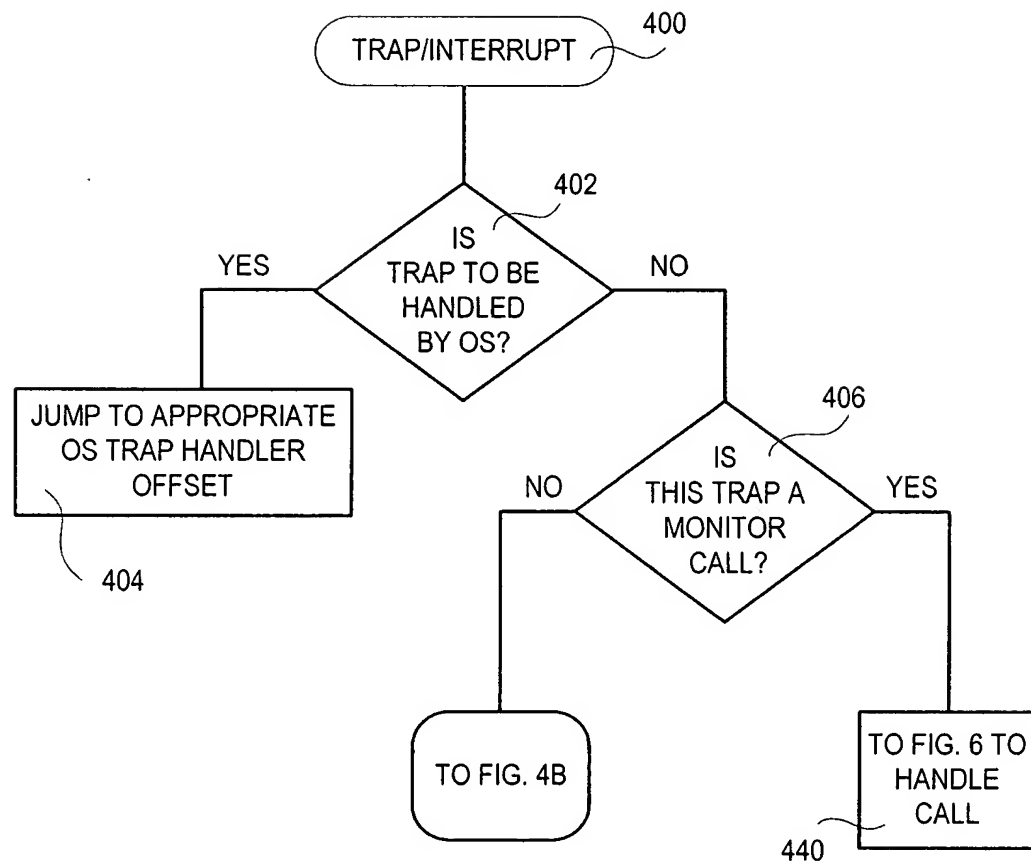 TRAP/INTERRUPT
400
402
IS
TRAP TO BE
HANDLED
BY OS?
YES
NO
JUMP TO APPROPRIATE
OS TRAP HANDLER
OFFSET
404
406
IS
THIS TRAP A
MONITOR
CALL?
NO
YES
TO FIG. 4B
TO FIG. 6 TO
HANDLE
CALL
440